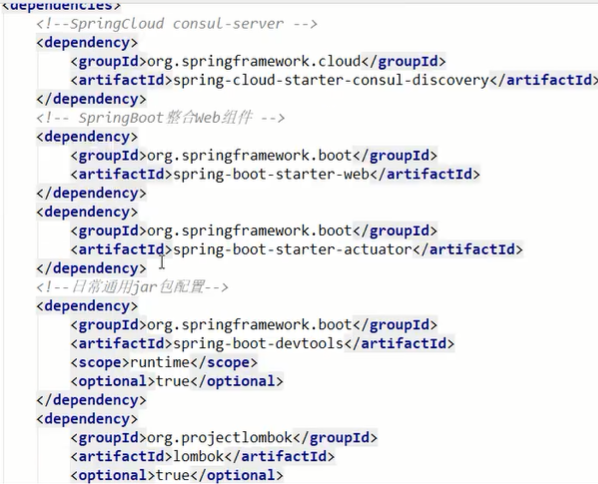 <dependencies>
<!--SpringCloud consul-server -->
<dependency>
<groupId>org.springframework.cloud</groupId>
<artifactId>spring-cloud-starter-consul-discovery</artifactId>
</dependency>
<!-- SpringBoot整合Web组件 -->
<dependency>
<groupId>org.springframework.boot</groupId>
<artifactId>spring-boot-starter-web</artifactId>
</dependency>
<dependency>
<groupId>org.springframework.boot</groupId>
<artifactId>spring-boot-starter-actuator</artifactId>
</dependency>
<!--日常通用jar包配置-->
<dependency>
<groupId>org.springframework.boot</groupId>
<artifactId>spring-boot-devtools</artifactId>
<scope>runtime</scope>
<optional>true</optional>
</dependency>
<dependency>
<groupId>org.projectlombok</groupId>
<artifactId>lombok</artifactId>
<optional>true</optional>